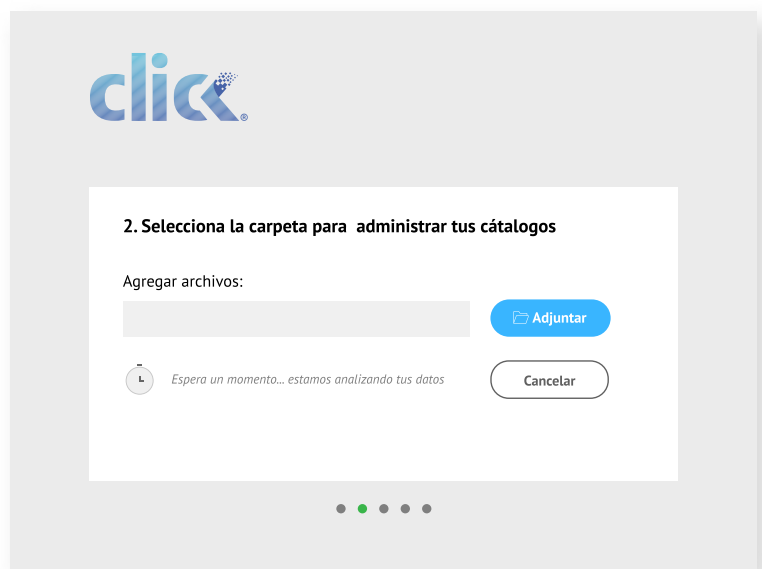 click®
2. Selecciona la carpeta para  administrar tus cátalogos
Agregar archivos:
Adjuntar
Espera un momento... estamos analizando tus datos
Cancelar